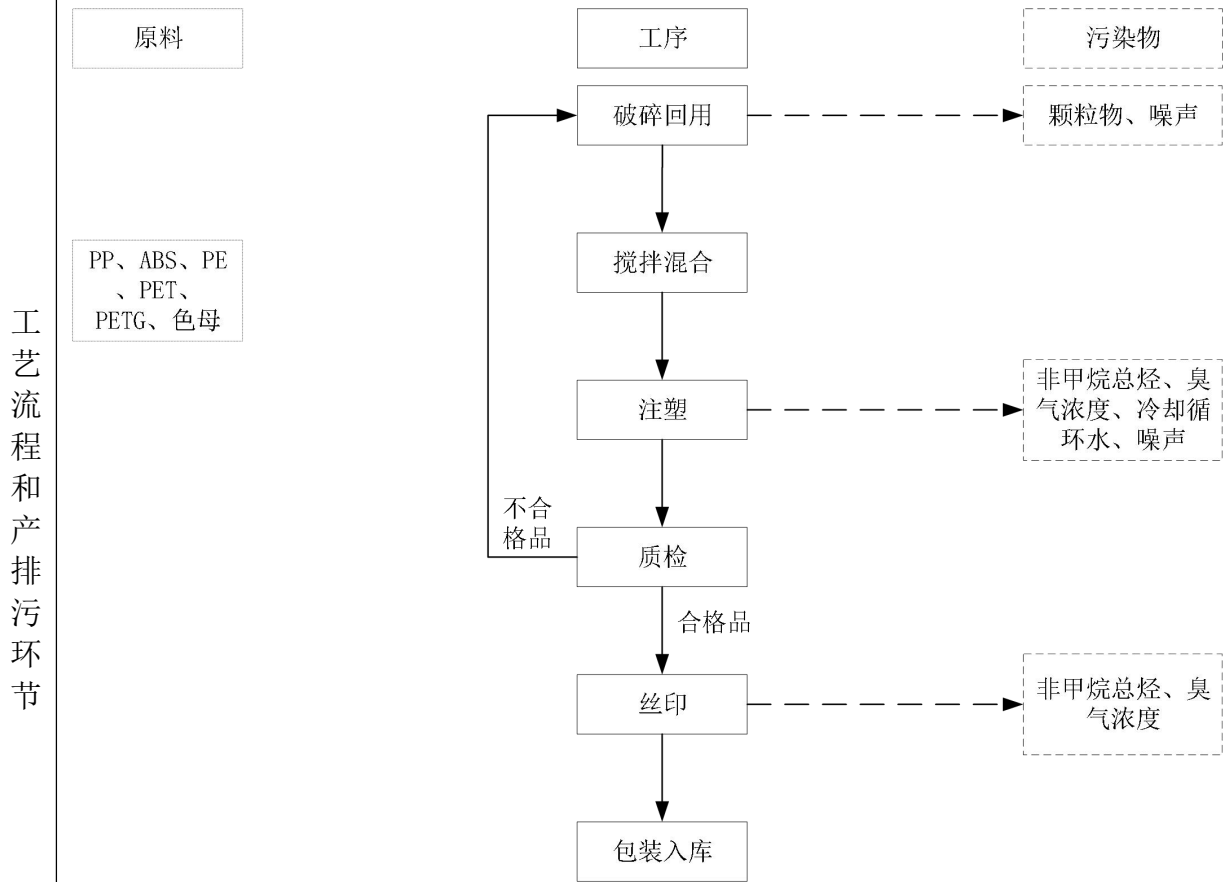 工艺流程和产排污环节
原料
工序
污染物
破碎回用
颗粒物、噪声
PP、ABS、PE
、PET、
PETG、色母
搅拌混合
注塑
非甲烷总烃、臭
气浓度、冷却循
环水、噪声
不合
格品
质检
合格品
丝印
非甲烷总烃、臭
气浓度
包装入库